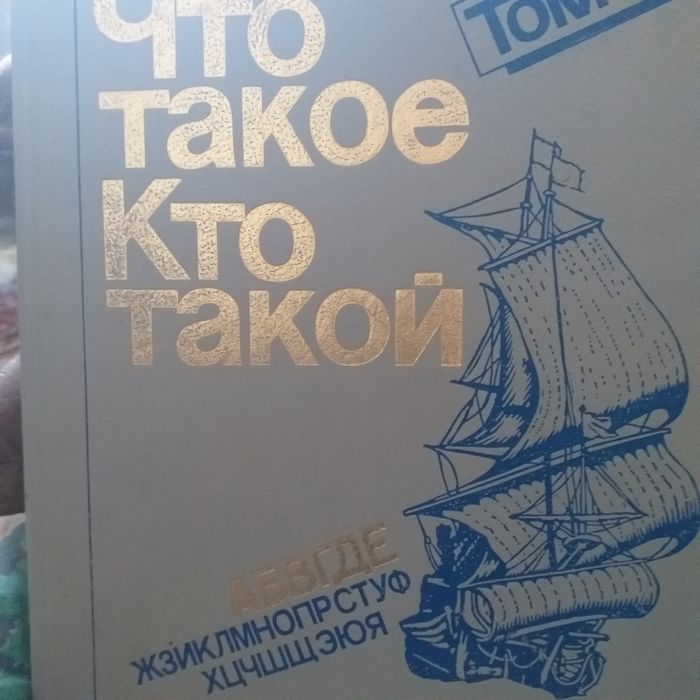 Что
такое
Кто
такой
Том
АБВГДЕ
ЖЗИКЛМНОПРСТУФ
ХЦЧШЩЭЮЯ